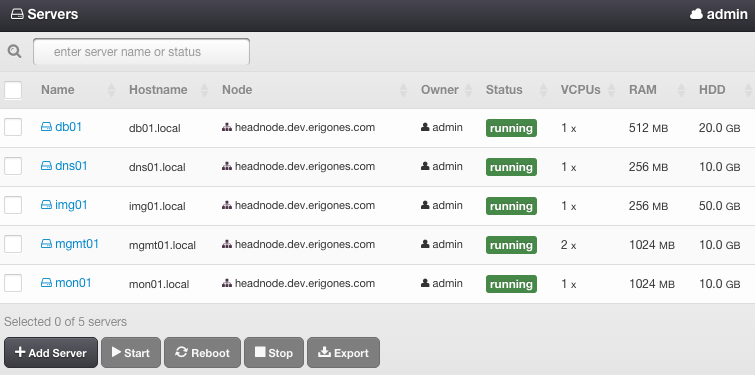 Servers admin
enter server name or status
Name Hostname Node Owner Status VCPUs RAM HDD
db01 db01.local headnode.dev.erigones.com admin running 1 x 512 MB 20.0 GB
dns01 dns01.local headnode.dev.erigones.com admin running 1 x 256 MB 10.0 GB
img01 img01.local headnode.dev.erigones.com admin running 1 x 256 MB 50.0 GB
mgmt01 mgmt01.local headnode.dev.erigones.com admin running 2 x 1024 MB 10.0 GB
mon01 mon01.local headnode.dev.erigones.com admin running 1 x 1024 MB 10.0 GB
Selected 0 of 5 servers
Add Server Start Reboot Stop Export